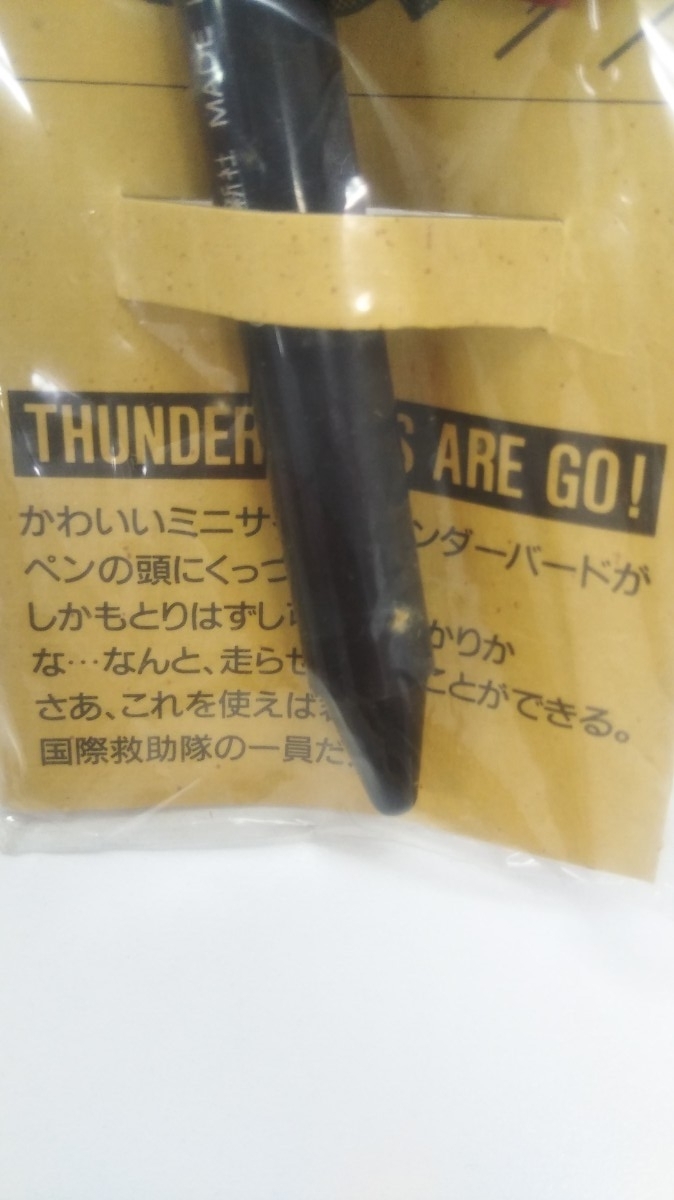 新社 MADE
THUNDER S ARE GO!
かわいいミニサ ンダーバードが
ペンの頭にくっつ
しかもとりはずし かりか
な…なんと、走らせ ことができる。
さあ、これを使えば
国際救助隊の一員だ